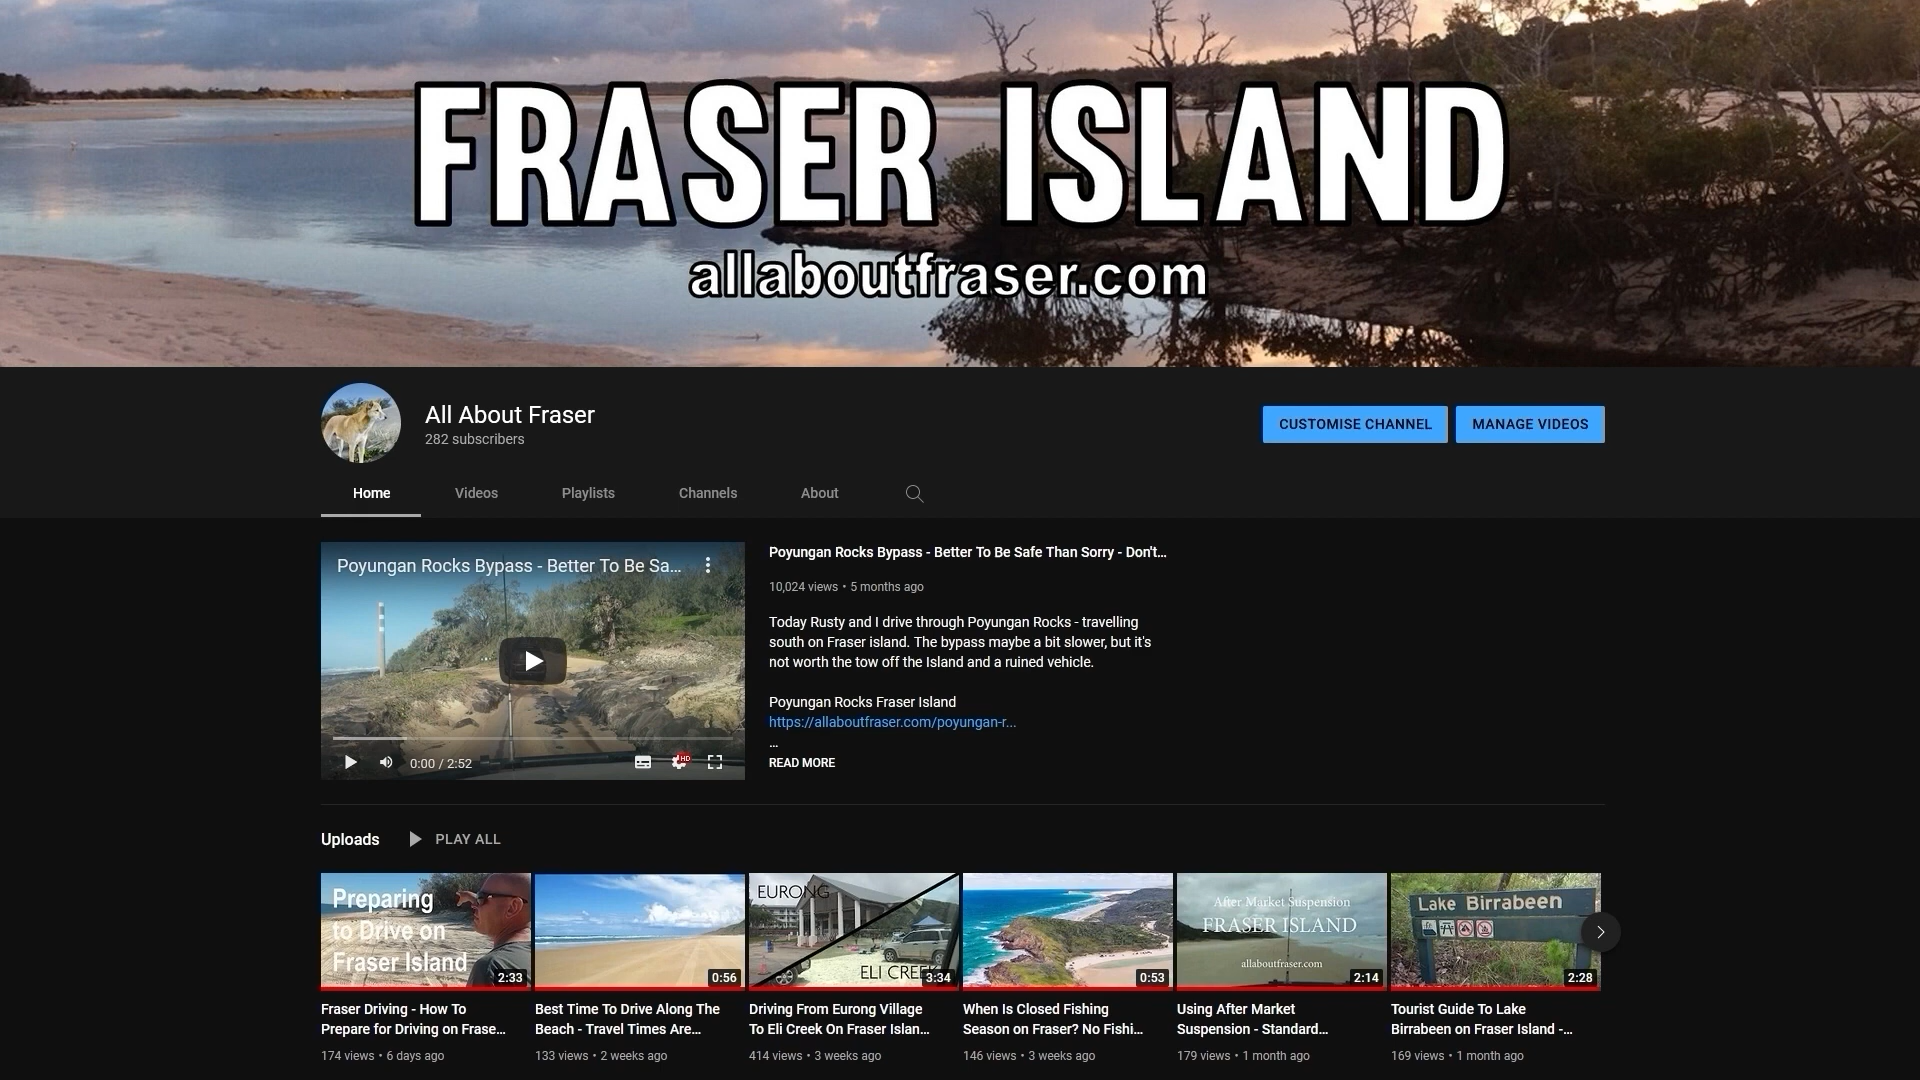 FRASER ISLAND
allaboutfraser.com
All About Fraser
282 subscribers
CUSTOMISE CHANNEL
MANAGE VIDEOS
Home
Videos
Playlists
Channels
About
Poyungan Rocks Bypass - Better To Be Sa...
0:00 / 2:52
HD
Poyungan Rocks Bypass - Better To Be Safe Than Sorry - Don't...
10,024 views • 5 months ago
Today Rusty and I drive through Poyungan Rocks - travelling
south on Fraser island. The bypass maybe a bit slower, but it's
not worth the tow off the Island and a ruined vehicle.
Poyungan Rocks Fraser Island
https://allaboutfraser.com/poyungan-r...
...
READ MORE
Uploads
PLAY ALL
Preparing
to Drive on
Fraser Island
2:33
Fraser Driving - How To
Prepare for Driving on Frase...
174 views • 6 days ago
0:56
Best Time To Drive Along The
Beach - Travel Times Are...
133 views • 2 weeks ago
EURONG
ELI CREEK
3:34
Driving From Eurong Village
To Eli Creek On Fraser Islan...
414 views • 3 weeks ago
0:53
When Is Closed Fishing
Season on Fraser? No Fishi...
146 views • 3 weeks ago
After Market Suspension
FRASER ISLAND
allaboutfraser.com
2:14
Using After Market
Suspension - Standard...
179 views • 1 month ago
Lake Birrabeen
2:28
Tourist Guide To Lake
Birrabeen on Fraser Island -...
169 views • 1 month ago